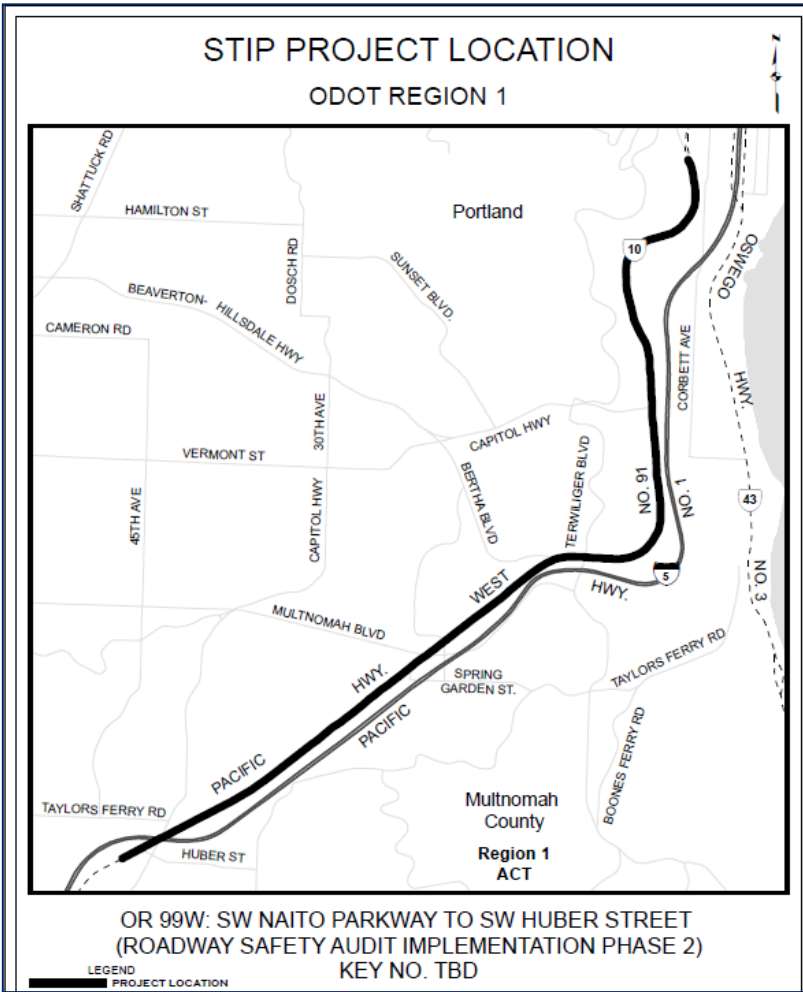 STIP PROJECT LOCATION
ODOT REGION 1
N
SHATTUCK RD
HAMILTON ST
DOSCH RD
Portland
SUNSET BLVD.
10
OSWEGO
BEAVERTON-
HILLSDALE HWY
CAMERON RD
CORBETT AVE
HWY.
30TH AVE
CAPITOL HWY
VERMONT ST
BERTHA BLVD
TERWILIGER BLVD
NO. 91
NO. 1
43
45TH AVE
CAPITOL HWY
WEST
5
HWY.
NO. 3
MULTNOMAH BLVD
HWY.
SPRING
GARDEN ST.
TAYLORS FERRY RD
PACIFIC
PACIFIC
BOONES FERRY RD
TAYLORS FERRY RD
HUBER ST
Multnomah
County
Region 1
ACT
OR 99W: SW NAITO PARKWAY TO SW HUBER STREET
(ROADWAY SAFETY AUDIT IMPLEMENTATION PHASE 2)
KEY NO. TBD
LEGEND
PROJECT LOCATION